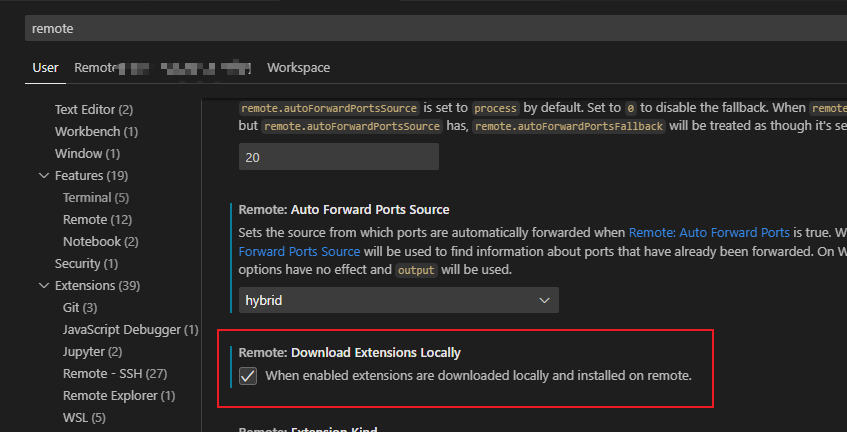 remote
User Remote Workspace
remote.autoForwardPortsSource is set to process by default. Set to 0 to disable the fallback. When remote
but remote.autoForwardPortsSource has, remote.autoForwardPortsFallback will be treated as though it's se
20
Text Editor (2)
Workbench (1)
Window (1)
Features (19)
Terminal (5)
Remote (12)
Notebook (2)
Security (1)
Extensions (39)
Git (3)
JavaScript Debugger (1)
Jupyter (2)
Remote - SSH (27)
Remote Explorer (1)
WSL (5)
Remote: Auto Forward Ports Source
Sets the source from which ports are automatically forwarded when Remote: Auto Forward Ports is true. W
Forward Ports Source will be used to find information about ports that have already been forwarded. On W
options have no effect and output will be used.
hybrid
Remote: Download Extensions Locally
When enabled extensions are downloaded locally and installed on remote.
Remote: Extension Kind